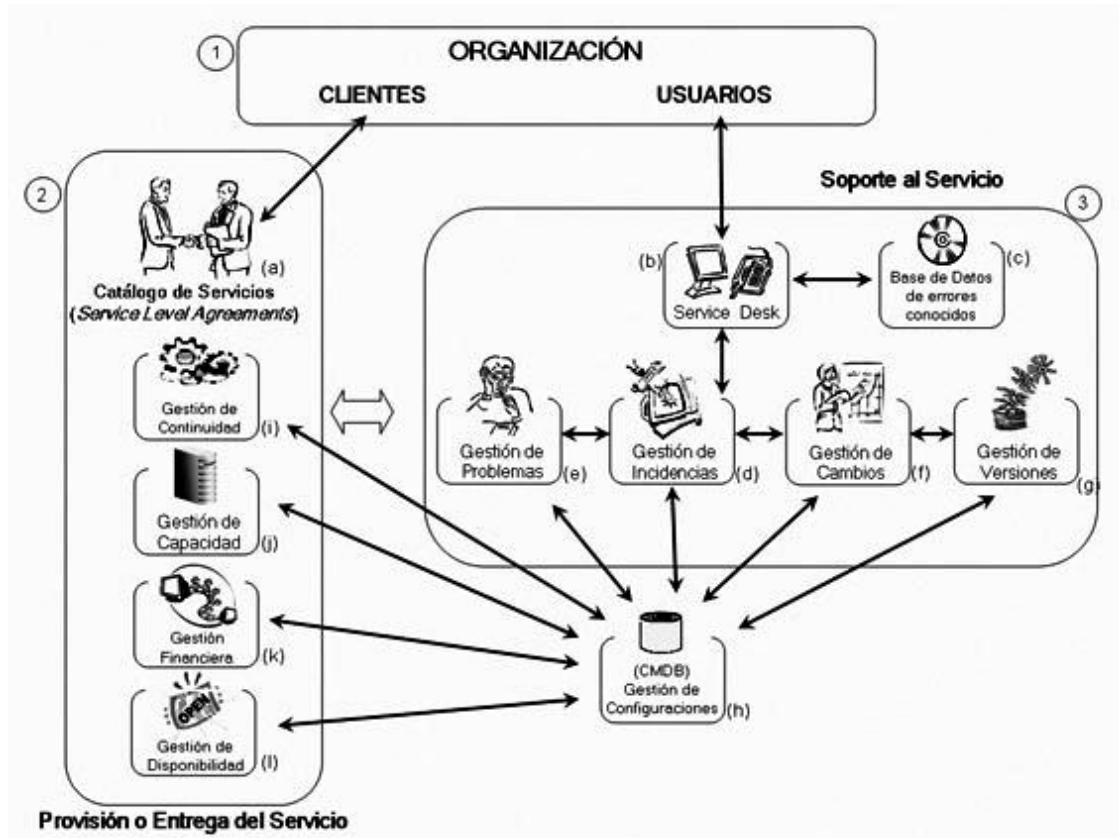 1
ORGANIZACIÓN
CLIENTES
USUARIOS
2
(a)
Catálogo de Servicios
(Service Level Agreements)
Gestión de
Continuidad
(i)
Gestión de
Capacidad
(j)
Gestión
Financiera
(k)
OPEN
Gestión de
Disponibilidad
(l)
Provisión o Entrega del Servicio
Soporte al Servicio
3
(b)
Service Desk
(c)
Base de Datos
de errores
conocidos
Gestión de
Problemas
(e)
Gestión de
Incidencias
(d)
Gestión de
Cambios
(f)
Gestión de
Versiones
(g)
(CMDB)
Gestión de
Configuraciones
(h)